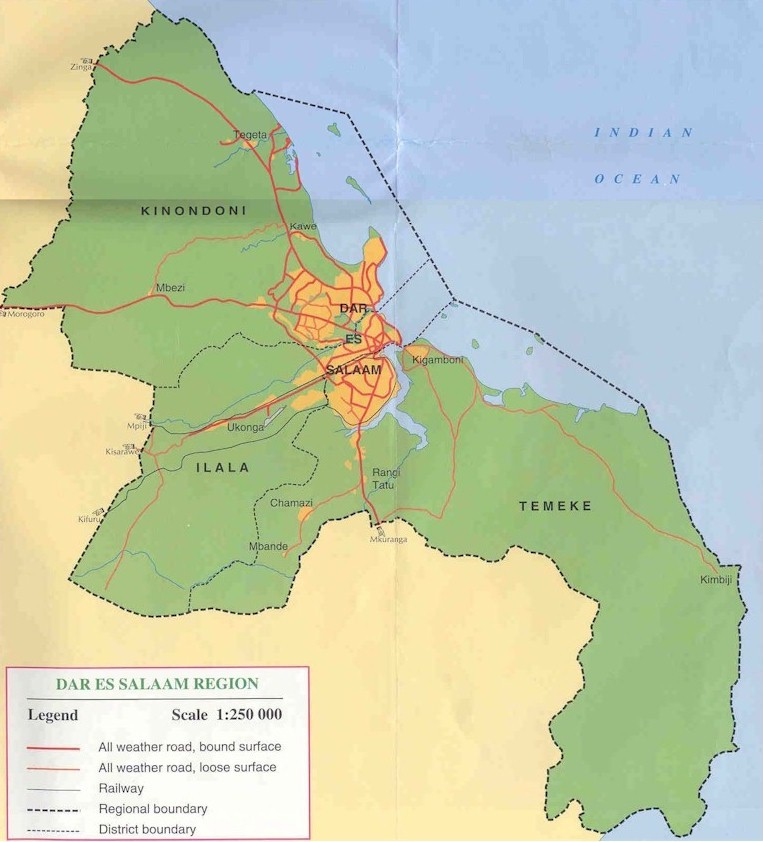 Zinga
INDIAN
Tegeta
OCEAN
KINONDONI
Kawe
Mbezi
DAR
Morogoro
ES
Kigamboni
SALAAM
Mpiji
Ukonga
Kisarawe
ILALA
Rangi
Tatu
Chamazi
TEMEKE
Kifuru
Mkuranga
Mbande
Kimbiji
DAR ES SALAAM REGION
Legend Scale 1:250 000
All weather road, bound surface
All weather road, loose surface
Railway
Regional boundary
District boundary